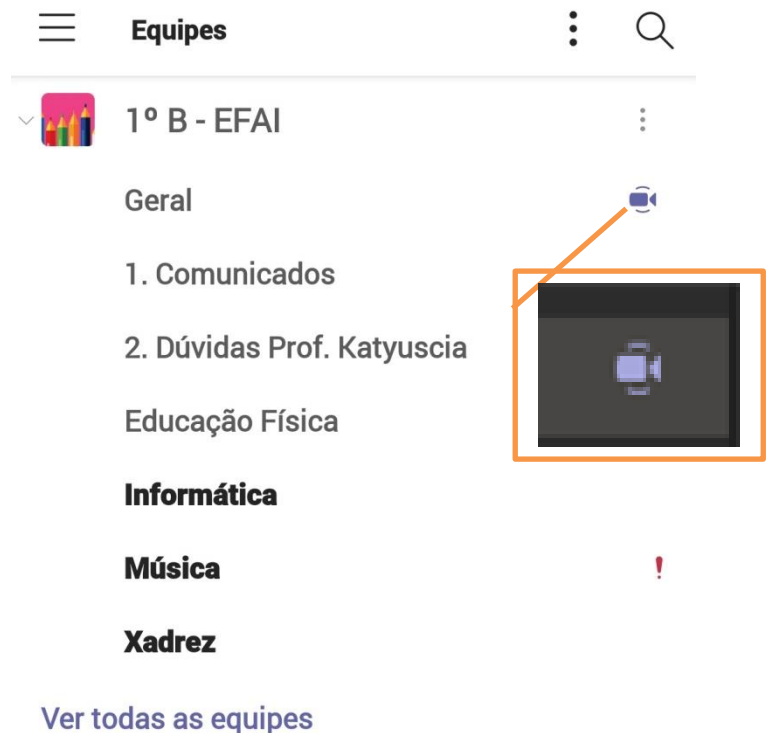 Equipes
1º B - EFAI
Geral
1. Comunicados
2. Dúvidas Prof. Katyuscia
Educação Física
Informática
Música
Xadrez
Ver todas as equipes